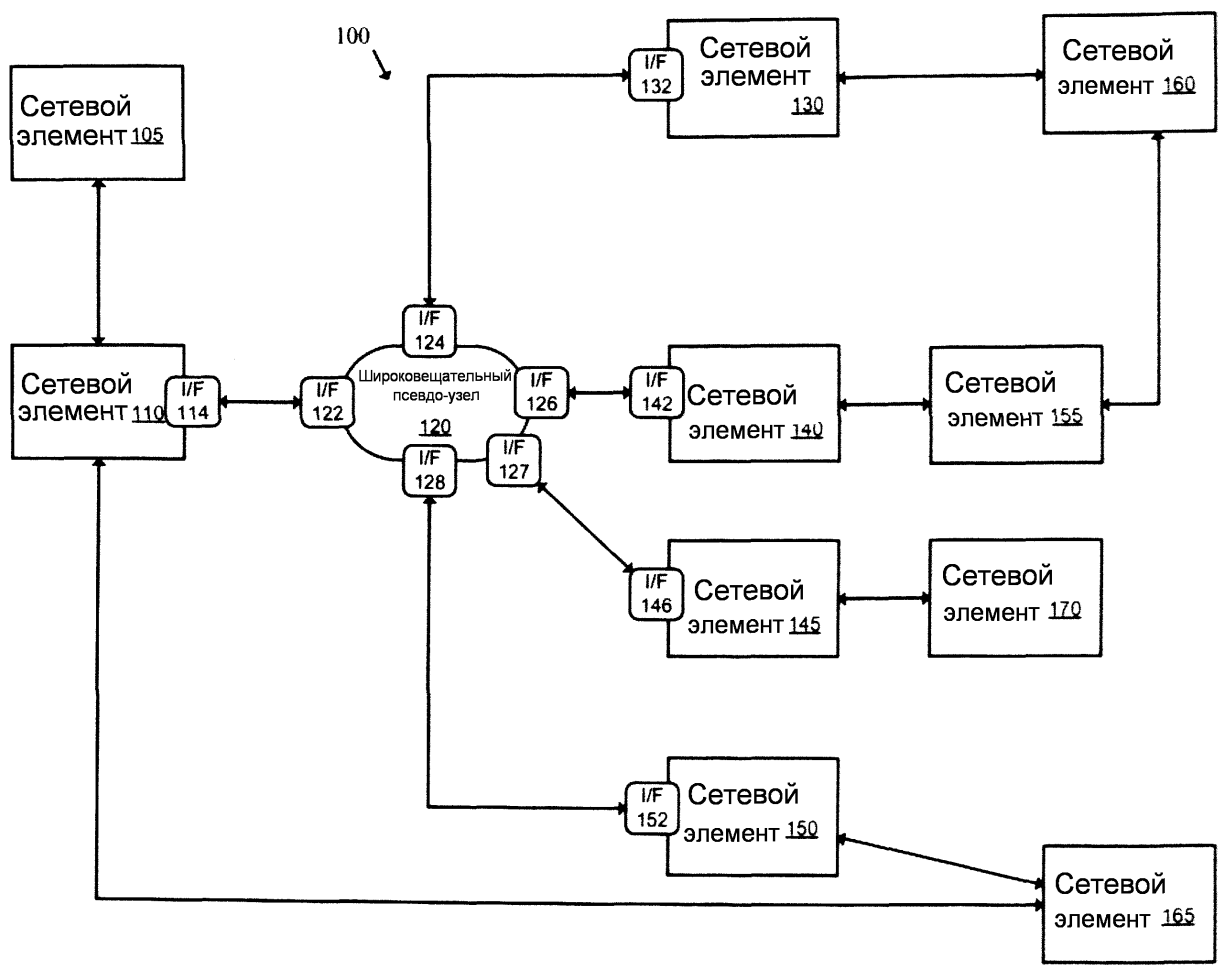 100
Сетевой
элемент 105
I/F
132
Сетевой
элемент
130
Сетевой
элемент 160
Сетевой
элемент 110
I/F
114
I/F
122
I/F
124
Широковещательный
псевдо-узел
120
I/F
126
I/F
127
I/F
128
I/F
142
Сетевой
элемент 140
Сетевой
элемент 155
I/F
146
Сетевой
элемент 145
Сетевой
элемент 170
I/F
152
Сетевой
элемент 150
Сетевой
элемент 165